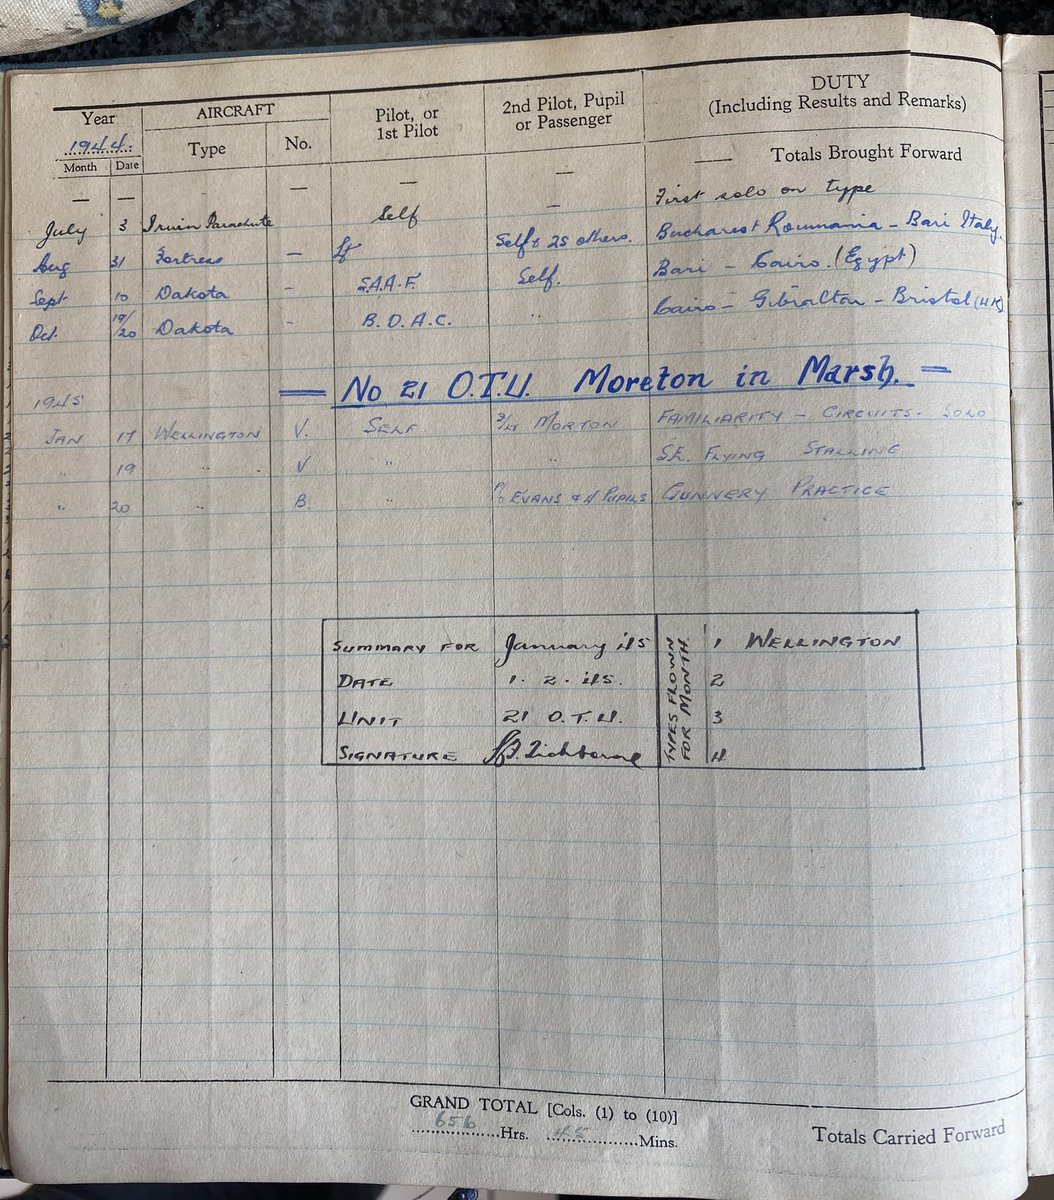 Year AIRCRAFT Pilot, or 1st Pilot 2nd Pilot, Pupil or Passenger DUTY (Including Results and Remarks)
1944. Type No.
Month Date
— — — — — — Totals Brought Forward
July 3 Irvin Parachute Self - First solo on type
Aug 31 Fortress — Self & 25 others. Bucharest Roumania - Bari Italy.
Sept 10 Dakota - S.A.A.F. Self. Bari - Cairo. (Egypt)
Oct. 19/20 Dakota - B.O.A.C. " Cairo - Gibraltar - Bristol (UK)
— No 21 O.T.U. Moreton in Marsh. —
1945
JAN 17 WELLINGTON V. SELF MORTON FAMILIARITY - CIRCUITS. SOLO
" 19 " V " " S.E. FLYING STALLING
" 20 " B. " P/O EVANS & 4 PUPILS GUNNERY PRACTICE
SUMMARY FOR January 45
DATE 1. 2. 45.
UNIT 21 O.T.U.
SIGNATURE
TYPES FLOWN FOR MONTH.
1 WELLINGTON
2
3
4
GRAND TOTAL [Cols. (1) to (10)]
656 Hrs. 45 Mins.
Totals Carried Forward